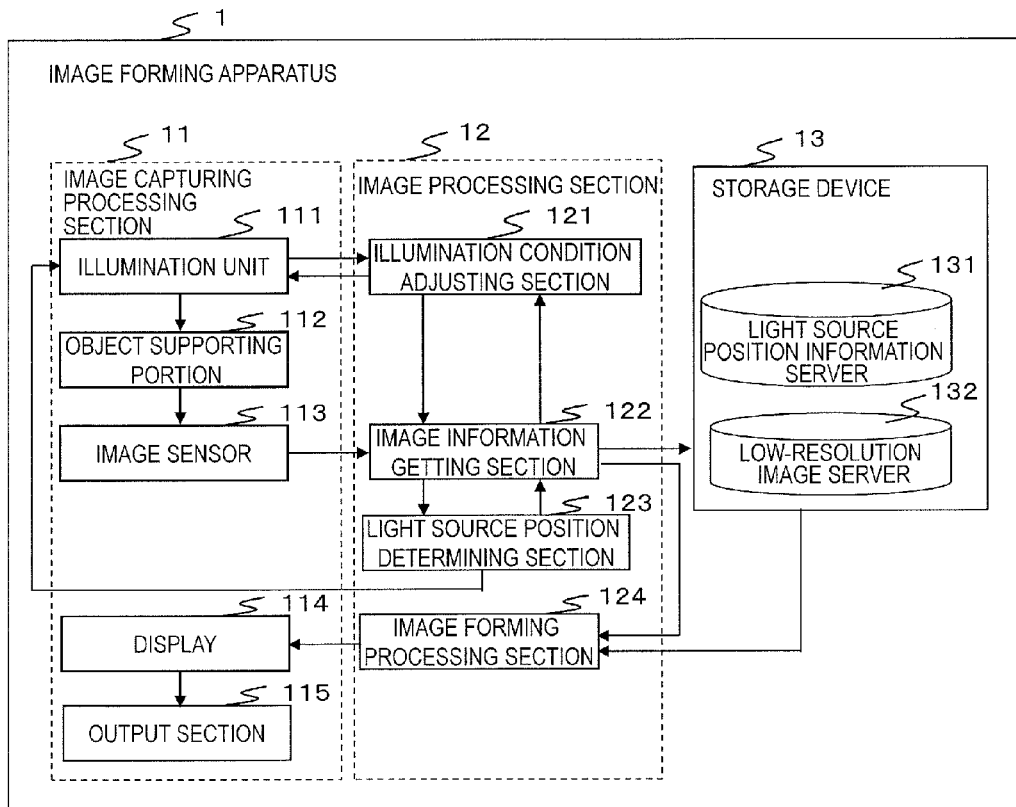 1
IMAGE FORMING APPARATUS
11
IMAGE CAPTURING
PROCESSING
SECTION
111
ILLUMINATION UNIT
112
OBJECT SUPPORTING
PORTION
113
IMAGE SENSOR
114
DISPLAY
115
OUTPUT SECTION
12
IMAGE PROCESSING SECTION
121
ILLUMINATION CONDITION
ADJUSTING SECTION
122
IMAGE INFORMATION
GETTING SECTION
123
LIGHT SOURCE POSITION
DETERMINING SECTION
124
IMAGE FORMING
PROCESSING SECTION
13
STORAGE DEVICE
131
LIGHT SOURCE
POSITION INFORMATION
SERVER
132
LOW-RESOLUTION
IMAGE SERVER